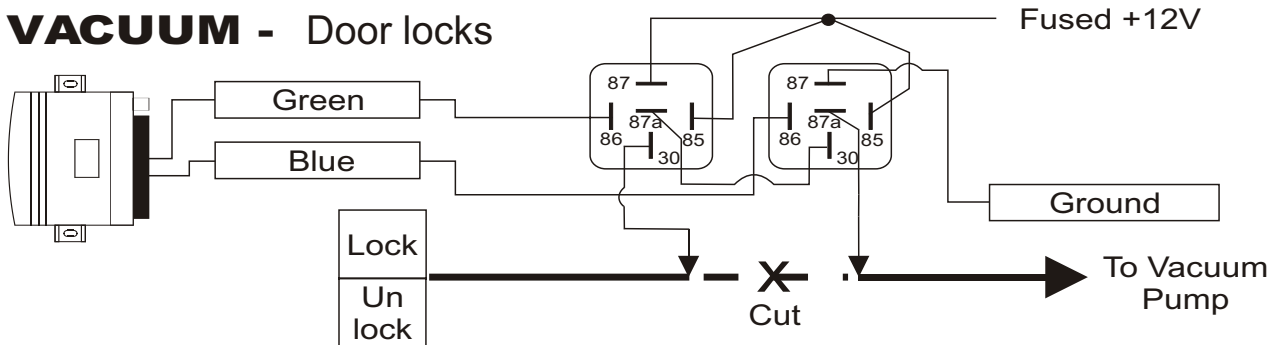 VACUUM - Door locks
Fused +12V
Green
Blue
87
86
87a
85
30
87
86
87a
85
30
Ground
Lock
Un
lock
Cut
To Vacuum
Pump